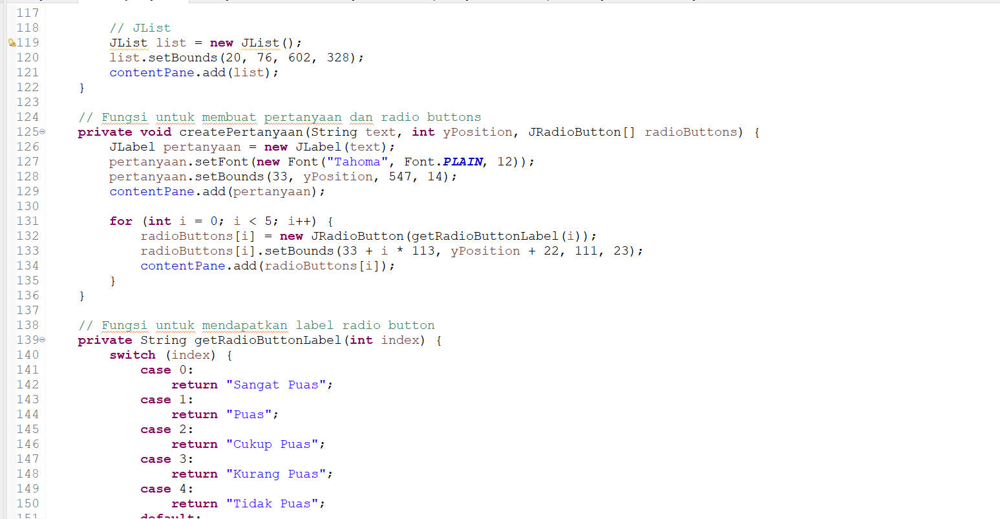 117
118 // JList
119 JList list = new JList();
120 list.setBounds(20, 76, 602, 328);
121 contentPane.add(list);
122 }
123
124 // Fungsi untuk membuat pertanyaan dan radio buttons
125 private void createPertanyaan(String text, int yPosition, JRadioButton[] radioButtons) {
126 JLabel pertanyaan = new JLabel(text);
127 pertanyaan.setFont(new Font("Tahoma", Font.PLAIN, 12));
128 pertanyaan.setBounds(33, yPosition, 547, 14);
129 contentPane.add(pertanyaan);
130
131 for (int i = 0; i < 5; i++) {
132 radioButtons[i] = new JRadioButton(getRadioButtonLabel(i));
133 radioButtons[i].setBounds(33 + i * 113, yPosition + 22, 111, 23);
134 contentPane.add(radioButtons[i]);
135 }
136 }
137
138 // Fungsi untuk mendapatkan label radio button
139 private String getRadioButtonLabel(int index) {
140 switch (index) {
141 case 0:
142 return "Sangat Puas";
143 case 1:
144 return "Puas";
145 case 2:
146 return "Cukup Puas";
147 case 3:
148 return "Kurang Puas";
149 case 4:
150 return "Tidak Puas";
151 default: